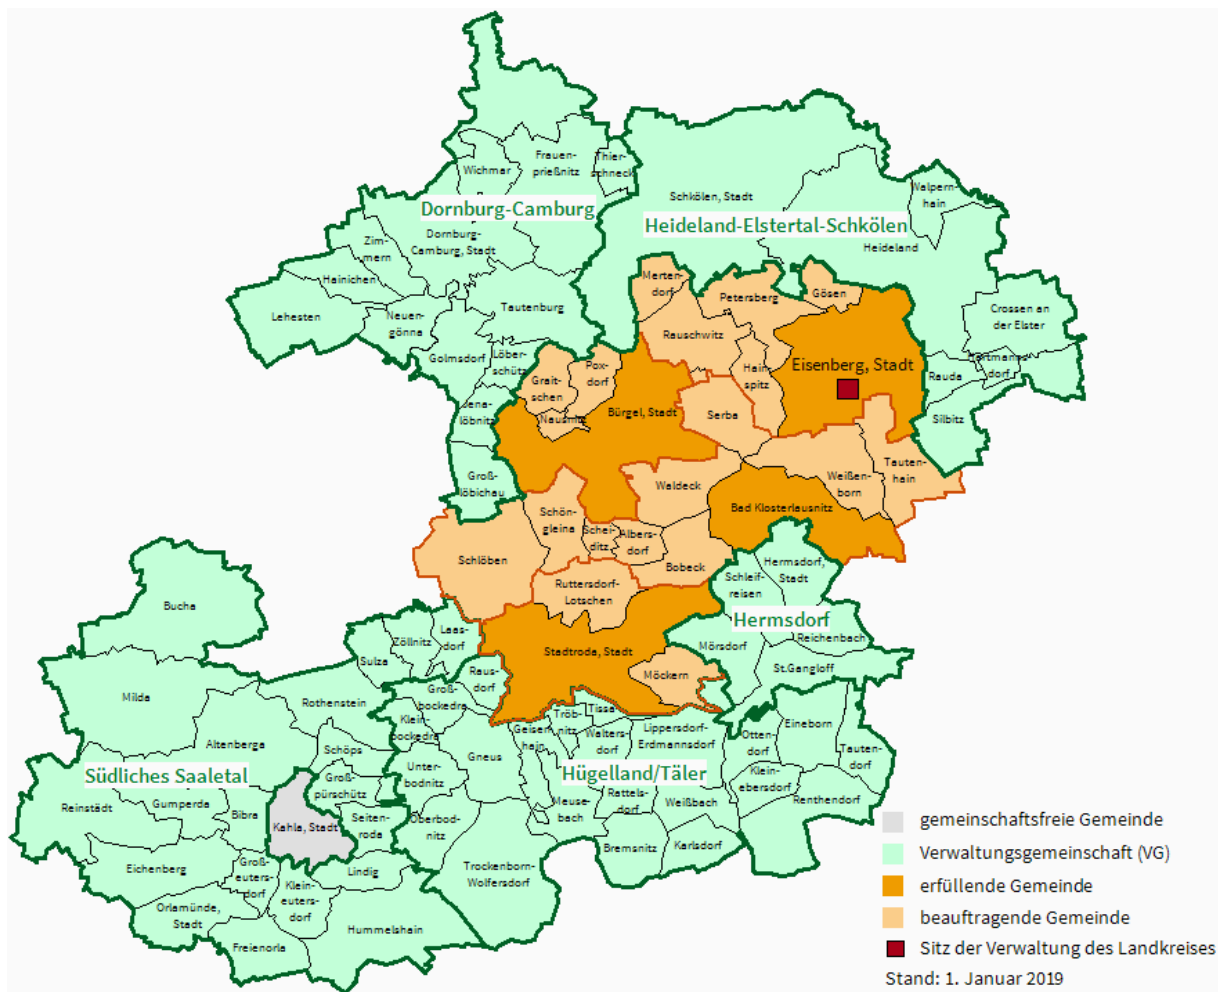 Wichmar
Frauen-
prießnitz
Thier-
schneck
Dornburg-Camburg
Zim-
mern
Dornburg-
Camburg, Stadt
Hainichen
Lehesten
Neuen-
gönna
Tautenburg
Golmsdorf
Löber-
schütz
Jena-
löbnitz
Groß-
löbichau
Schkölen, Stadt
Walpern-
hain
Heideland-Elstertal-Schkölen
Heideland
Crossen an
der Elster
Hartmanns-
dorf
Rauda
Silbitz
Merten-
dorf
Petersberg
Gösen
Rauschwitz
Hain-
spitz
Eisenberg, Stadt
Grait-
schen
Pox-
dorf
Nausnitz
Bürgel, Stadt
Serba
Waldeck
Weißen-
born
Tauten-
hain
Bad Klosterlausnitz
Schön-
gleina
Schei-
ditz
Albers-
dorf
Schlöben
Bobeck
Ruttersdorf-
Lotschen
Stadtroda, Stadt
Möckern
Hermsdorf,
Stadt
Schleif-
reisen
Hermsdorf
Mörsdorf
Reichenbach
St.Gangloff
Bucha
Laas-
dorf
Zöllnitz
Sulza
Milda
Rothenstein
Altenberga
Schöps
Südliches Saaletal
Groß-
pürschütz
Reinstädt
Gumperda
Bibra
Kahla, Stadt
Seiten-
roda
Eichenberg
Groß-
euters-
dorf
Klein-
euters-
dorf
Lindig
Orlamünde,
Stadt
Freienorla
Hummelshain
Raus-
dorf
Groß-
bockedra
Klein-
bockedra
Gneus
Unter-
bodnitz
Oberbod-
nitz
Trockenborn-
Wolfersdorf
Geisen-
hain
Tröb-
nitz
Tissa
Walters-
dorf
Lippersdorf-
Erdmannsdorf
Hügelland/Täler
Meuse-
bach
Rattels-
dorf
Weißbach
Bremsnitz
Karlsdorf
Otten-
dorf
Eineborn
Tauten-
dorf
Klein-
ebersdorf
Renthendorf
gemeinschaftsfreie Gemeinde
Verwaltungsgemeinschaft (VG)
erfüllende Gemeinde
beauftragende Gemeinde
Sitz der Verwaltung des Landkreises
Stand: 1. Januar 2019